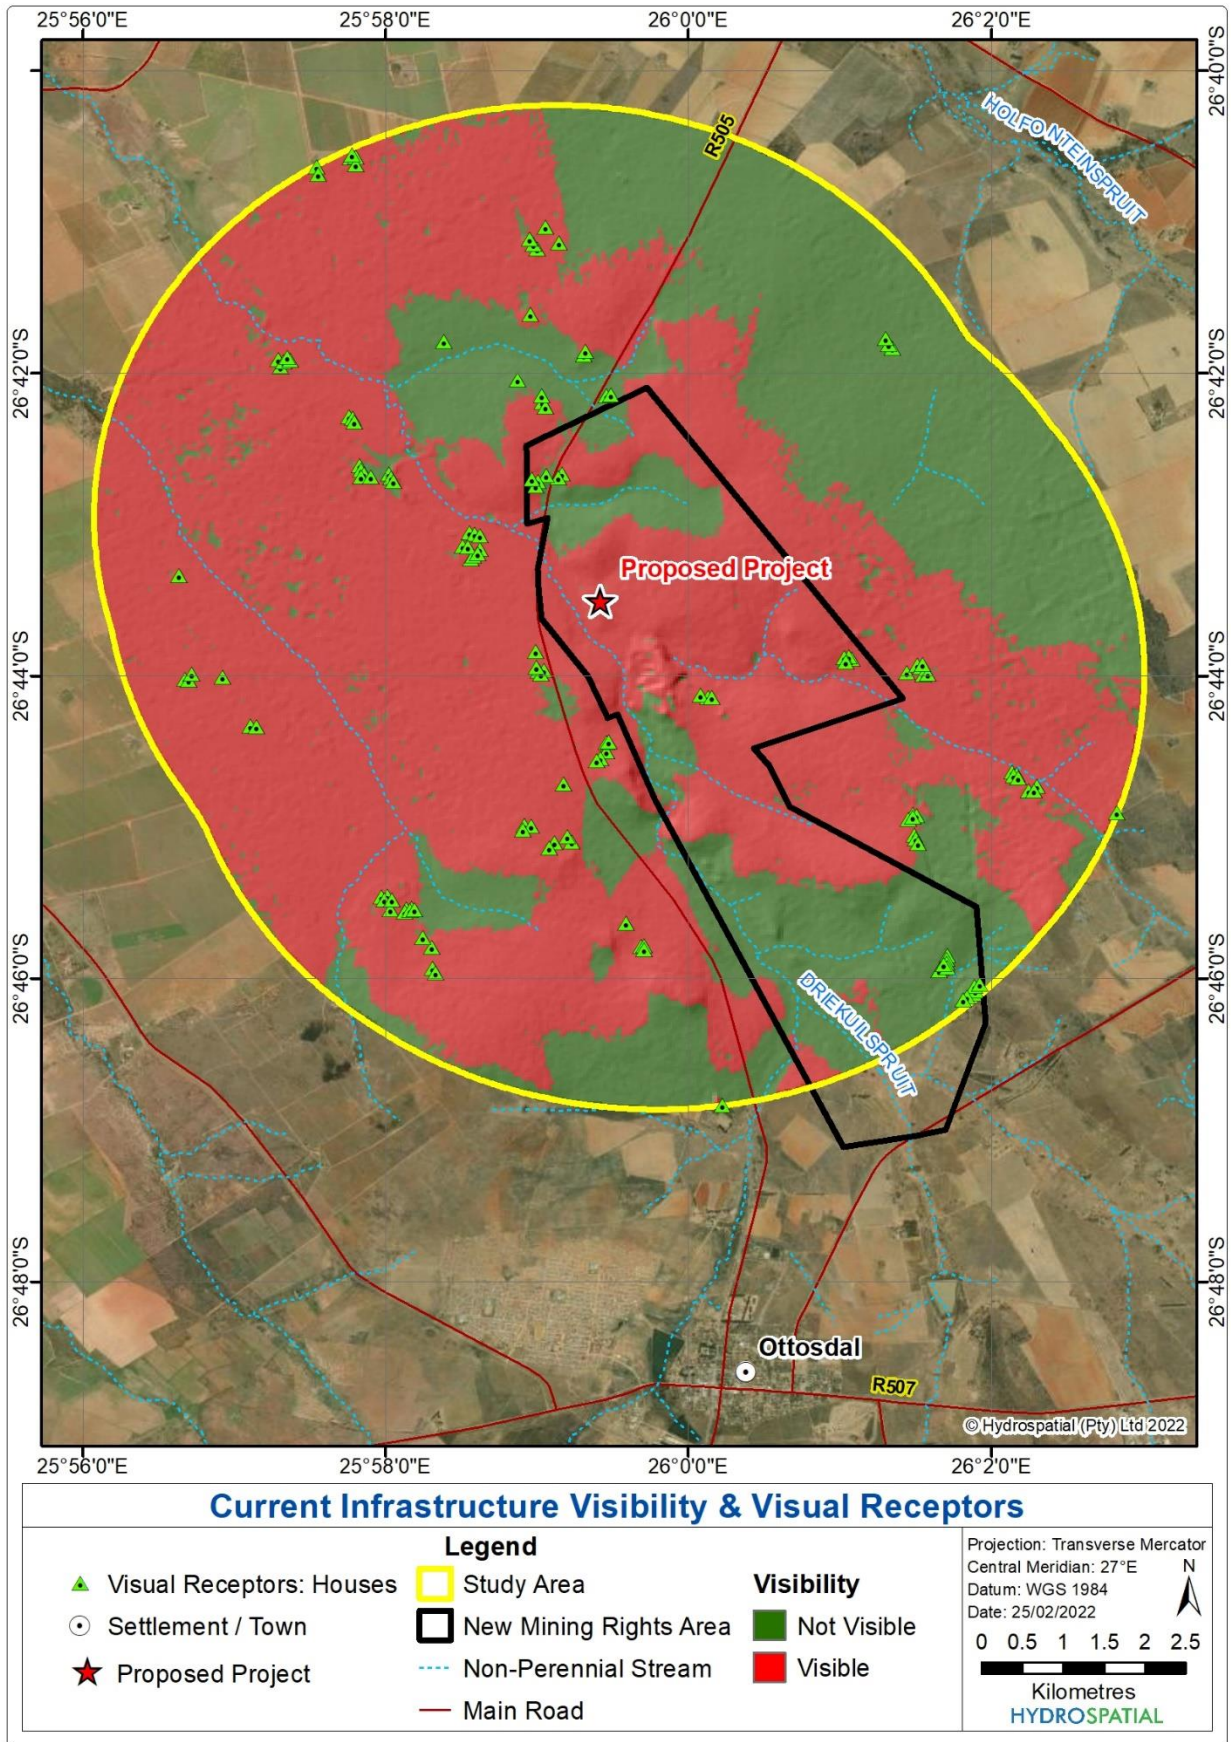 25°56'0"E 25°58'0"E 26°0'0"E 26°2'0"E
26°40'0"S
26°40'0"S
HOLFONTEINSPRUIT
R505
26°42'0"S
26°42'0"S
Proposed Project
26°44'0"S
26°44'0"S
26°46'0"S
26°46'0"S
DRIEKUILSPRUIT
26°48'0"S
26°48'0"S
Ottosdal
R507
© Hydrospatial (Pty) Ltd 2022
25°56'0"E 25°58'0"E 26°0'0"E 26°2'0"E
Current Infrastructure Visibility & Visual Receptors
Legend
Visual Receptors: Houses
Settlement / Town
Proposed Project
Study Area
New Mining Rights Area
Non-Perennial Stream
Main Road
Visibility
Not Visible
Visible
Projection: Transverse Mercator
Central Meridian: 27°E
Datum: WGS 1984
Date: 25/02/2022
N
0 0.5 1 1.5 2 2.5
Kilometres
HYDROSPATIAL